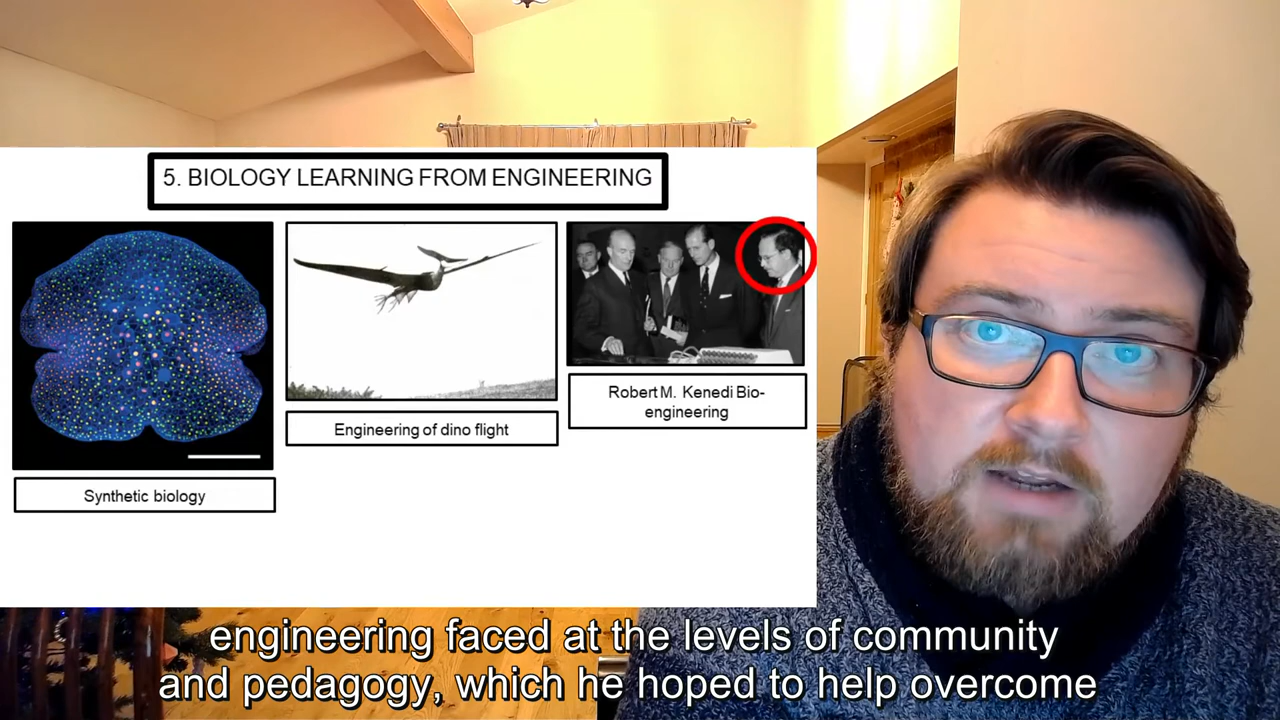 5. BIOLOGY LEARNING FROM ENGINEERING
Synthetic biology
Engineering of dino flight
Robert M. Kenedi Bio-
engineering
engineering faced at the levels of community
and pedagogy, which he hoped to help overcome